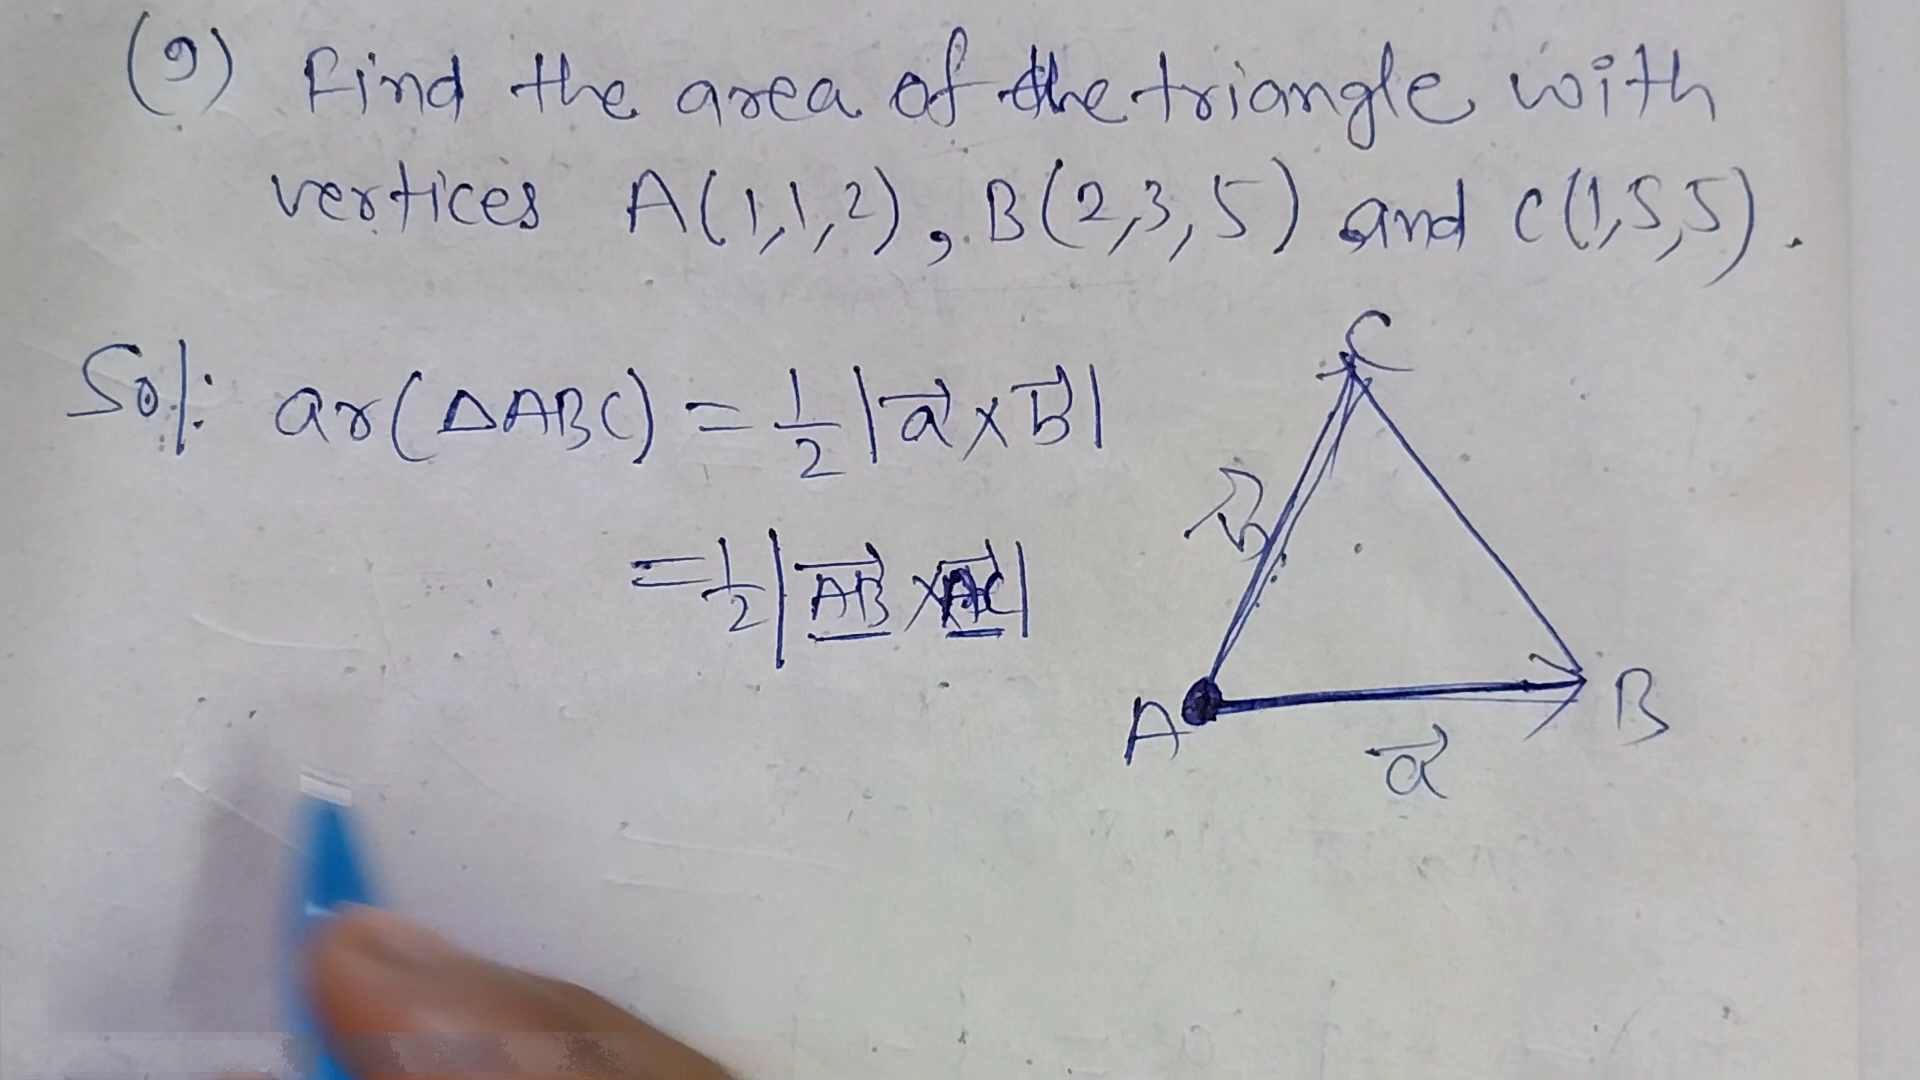 (9) Find the area of the triangle with
vertices A(1,1,2), B(2,3,5) and C(1,5,5).
Sol: ar(△ABC) = 1/2 |a⃗ × b⃗|
= 1/2 |AB⃗ × AC⃗|
C
b⃗
A
B
a⃗